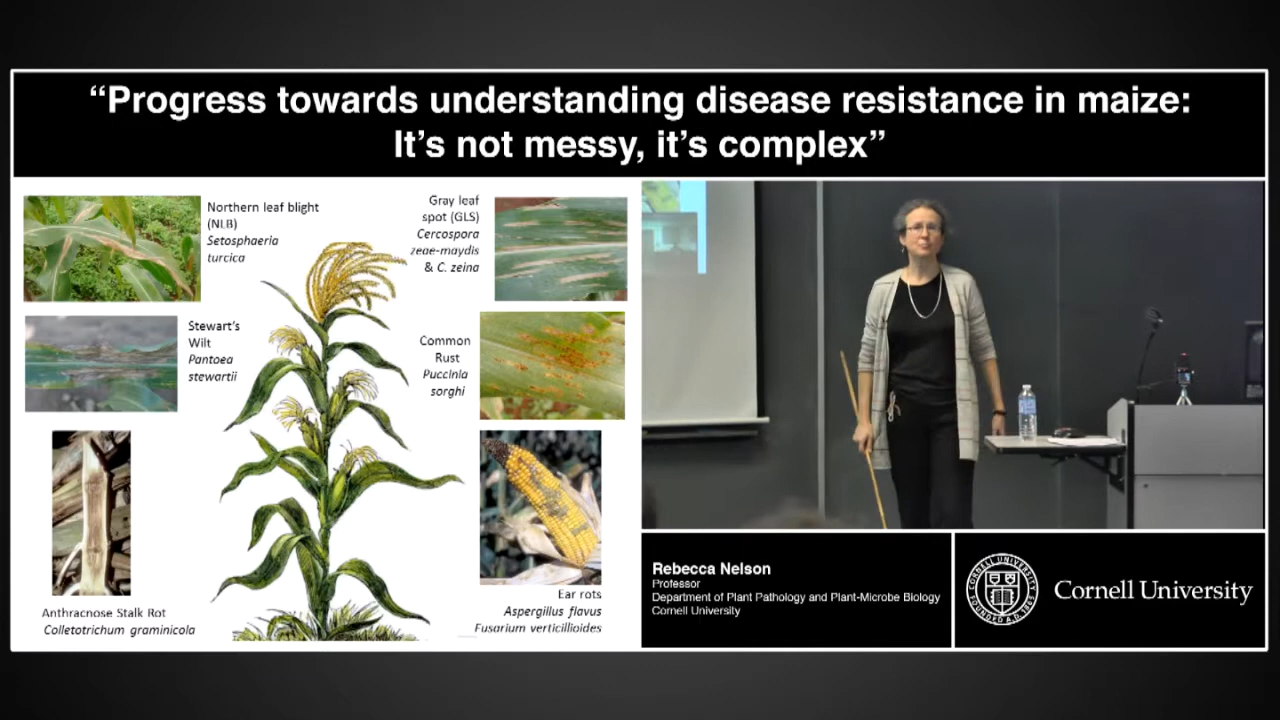 “Progress towards understanding disease resistance in maize:
It’s not messy, it’s complex”
Northern leaf blight
(NLB)
Setosphaeria
turcica
Gray leaf
spot (GLS)
Cercospora
zeae-maydis
& C. zeina
Stewart’s
Wilt
Pantoea
stewartii
Common
Rust
Puccinia
sorghi
Anthracnose Stalk Rot
Colletotrichum graminicola
Ear rots
Aspergillus flavus
Fusarium verticillioides
Rebecca Nelson
Professor
Department of Plant Pathology and Plant-Microbe Biology
Cornell University
Cornell University